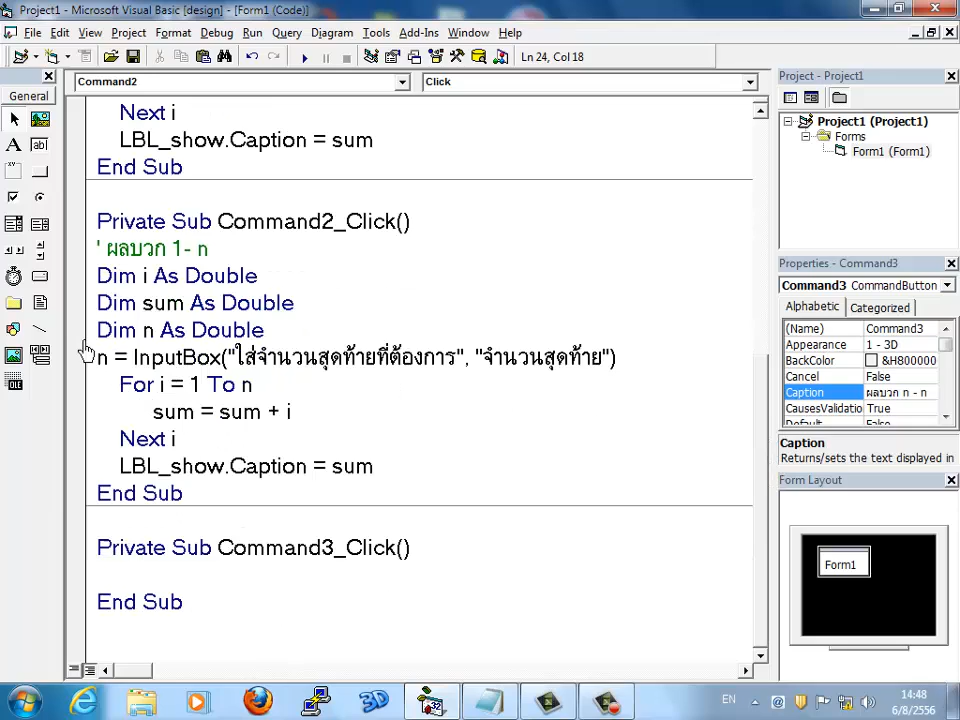 Project1 - Microsoft Visual Basic [design] - [Form1 (Code)]
File Edit View Project Format Debug Run Query Diagram Tools Add-Ins Window Help
Ln 24, Col 18
General
Command2
Click
Next i
LBL_show.Caption = sum
End Sub
Private Sub Command2_Click()
' ผลบวก 1- n
Dim i As Double
Dim sum As Double
Dim n As Double
n = InputBox("ใส่จำนวนสุดท้ายที่ต้องการ", "จำนวนสุดท้าย")
For i = 1 To n
sum = sum + i
Next i
LBL_show.Caption = sum
End Sub
Private Sub Command3_Click()
End Sub
Project - Project1
Project1 (Project1)
Forms
Form1 (Form1)
Properties - Command3
Command3 CommandButton
Alphabetic Categorized
(Name) Command3
Appearance 1 - 3D
BackColor &H800000
Cancel False
Caption ผลบวก n - n
CausesValidatio True
Default False
Caption
Returns/sets the text displayed in
Form Layout
Form1
EN
14:48
6/8/2556